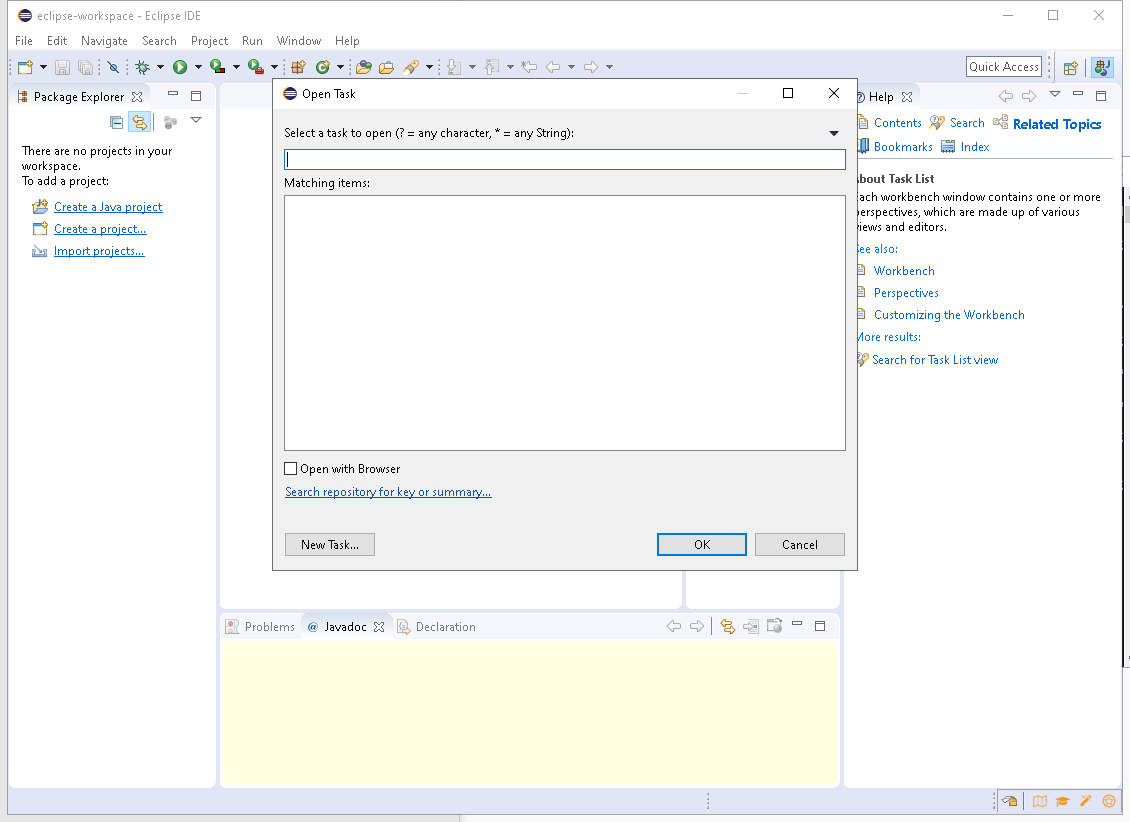 eclipse-workspace - Eclipse IDE
File Edit Navigate Search Project Run Window Help
Quick Access
Package Explorer
There are no projects in your
workspace.
To add a project:
Create a Java project
Create a project...
Import projects...
Open Task
Select a task to open (? = any character, * = any String):
Matching items:
Open with Browser
Search repository for key or summary...
New Task...
OK
Cancel
Help
Contents Search Related Topics
Bookmarks Index
bout Task List
ach workbench window contains one or more
erspectives, which are made up of various
iews and editors.
ee also:
Workbench
Perspectives
Customizing the Workbench
More results:
Search for Task List view
Problems @ Javadoc Declaration